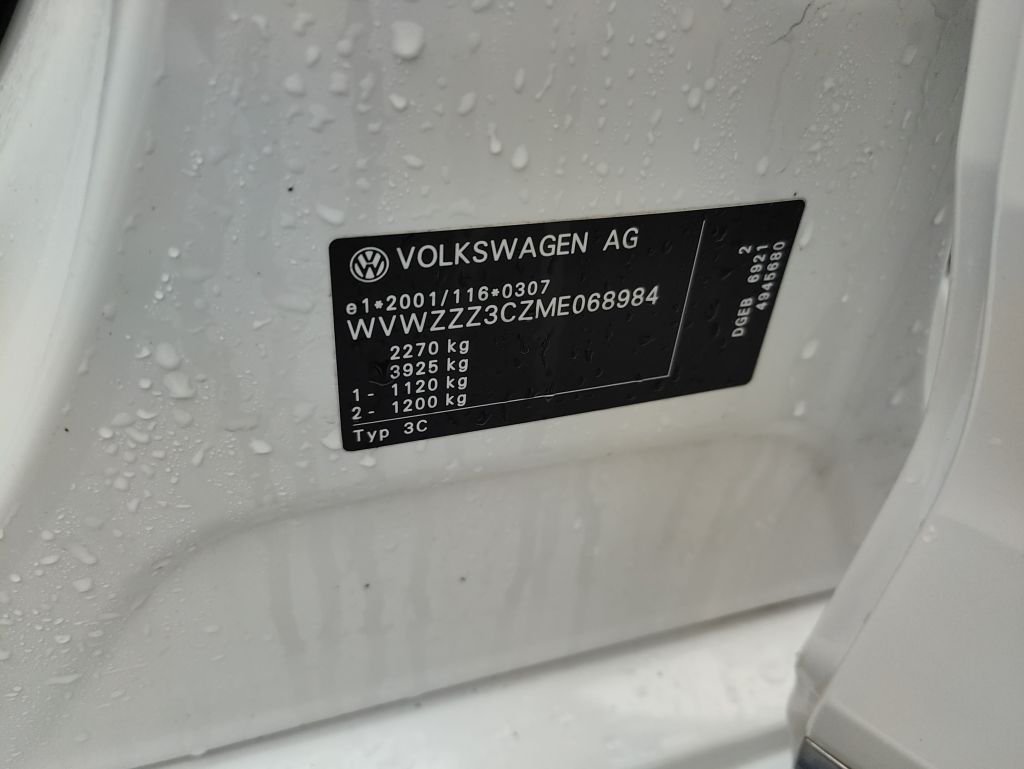 VOLKSWAGEN AG
e1*2001/116*0307
WVWZZZ3CZME068984
2270 kg
3925 kg
1- 1120 kg
2- 1200 kg
Typ 3C
2
DGEB 6921
4945680